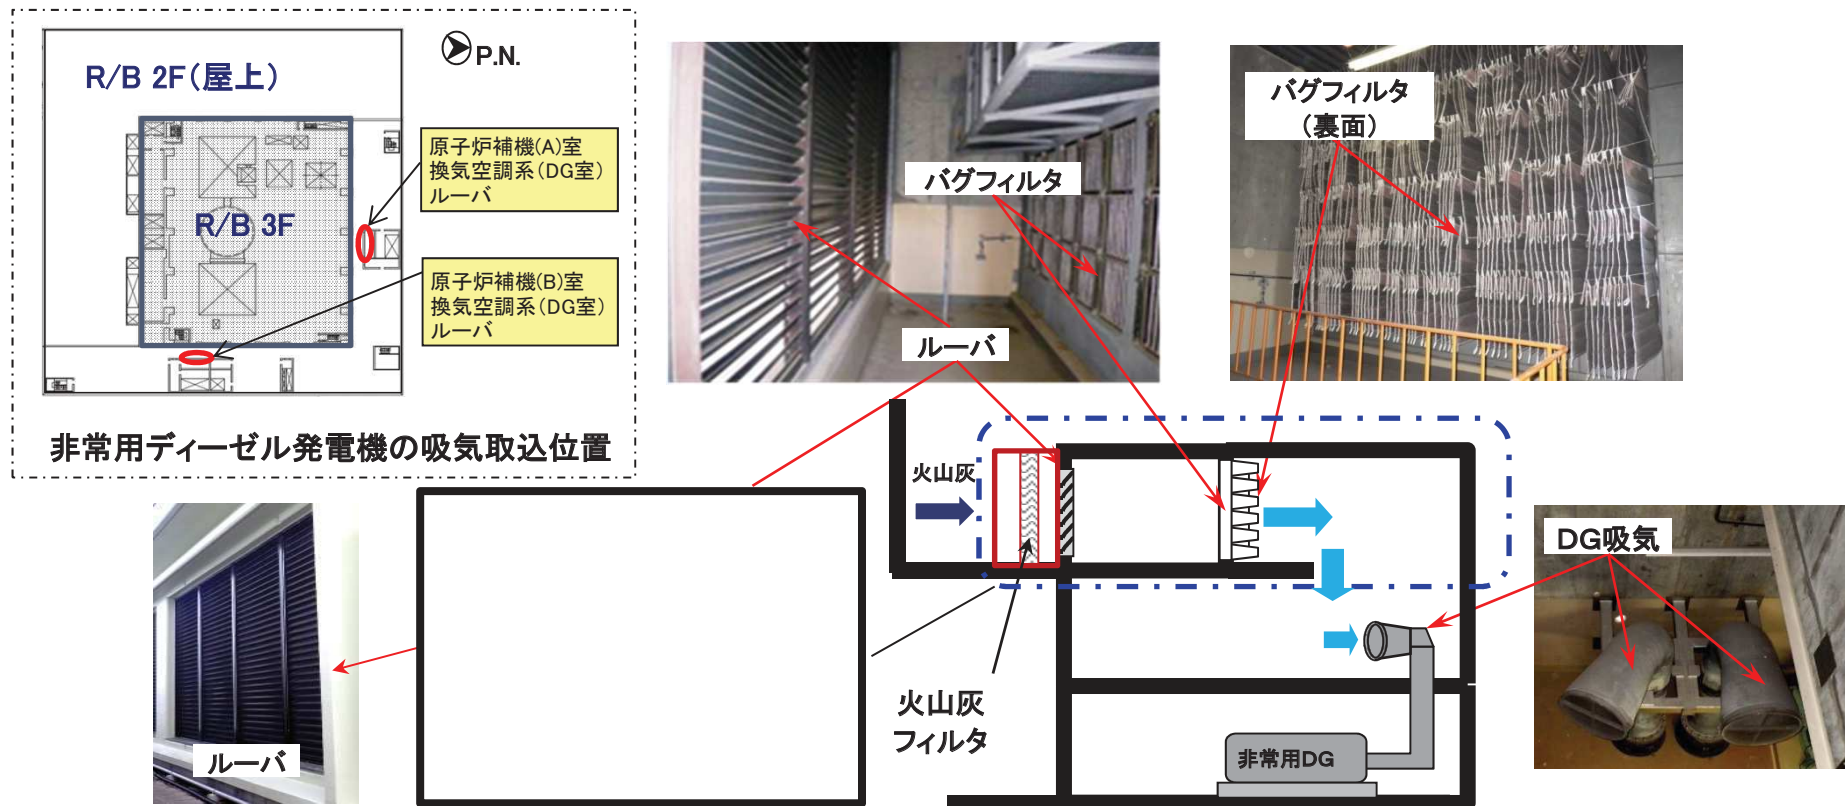 R/B 2F(屋上)
P.N.
R/B 3F
原子炉補機(A)室
換気空調系(DG室)
ルーバ
原子炉補機(B)室
換気空調系(DG室)
ルーバ
非常用ディーゼル発電機の吸気取込位置
バグフィルタ
ルーバ
バグフィルタ
(裏面)
火山灰
DG吸気
火山灰
フィルタ
非常用DG
ルーバ